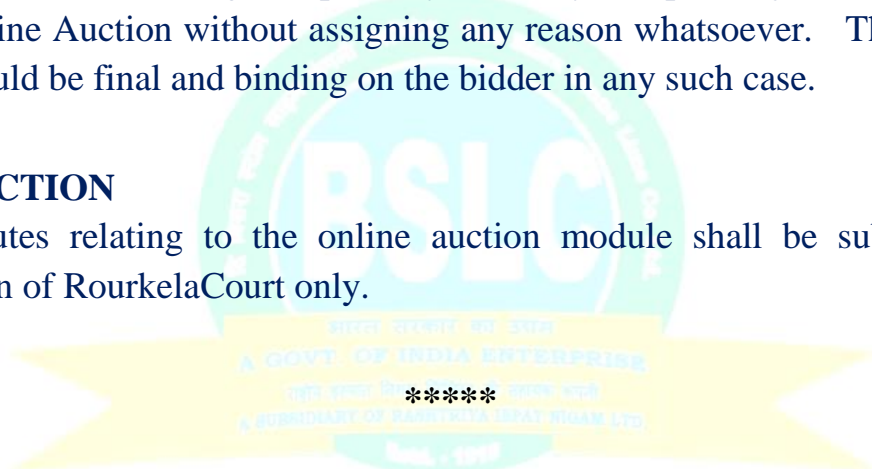 ine Auction without assigning any reason whatsoever. Th
uld be final and binding on the bidder in any such case.
CTION
utes relating to the online auction module shall be su
n of RourkelaCourt only.
BSLC
भारत सरकार का उद्यम
A GOVT. OF INDIA ENTERPRISE
*****
A SUBSIDIARY OF RASHTRIYA ISPAT NIGAM LTD.